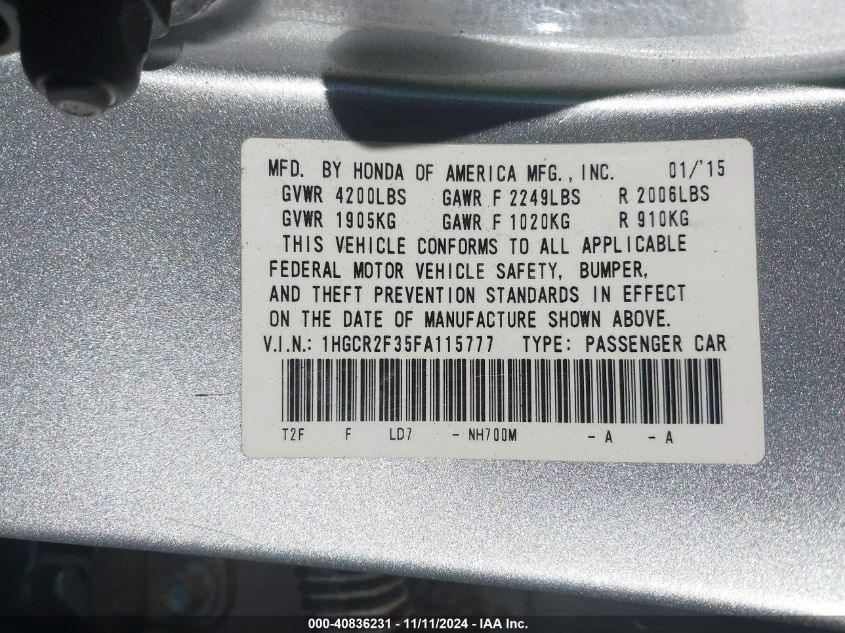 MFD. BY HONDA OF AMERICA MFG., INC. 01/'15
GVWR 4200LBS GAWR F 2249LBS R 2006LBS
GVWR 1905KG GAWR F 1020KG R 910KG
THIS VEHICLE CONFORMS TO ALL APPLICABLE
FEDERAL MOTOR VEHICLE SAFETY, BUMPER,
AND THEFT PREVENTION STANDARDS IN EFFECT
ON THE DATE OF MANUFACTURE SHOWN ABOVE.
V.I.N.: 1HGCR2F35FA115777 TYPE: PASSENGER CAR
T2F F LD7 - NH700M - A - A
000-40836231 - 11/11/2024 - IAA Inc.